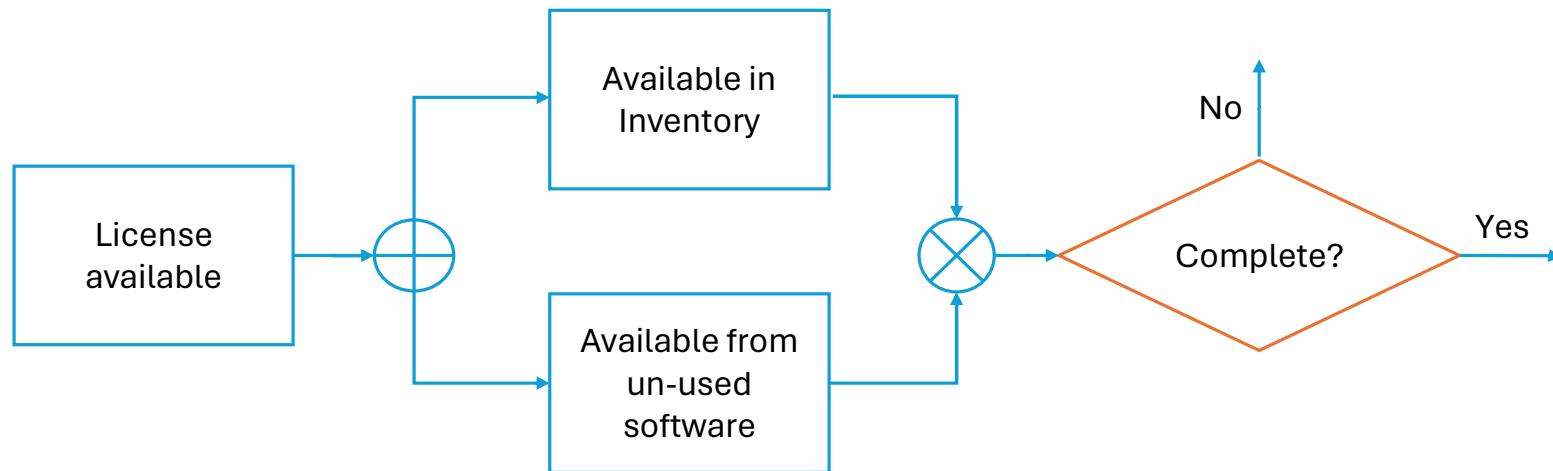 License
available
Available in
Inventory
Available from
un-used
software
Complete?
No
Yes